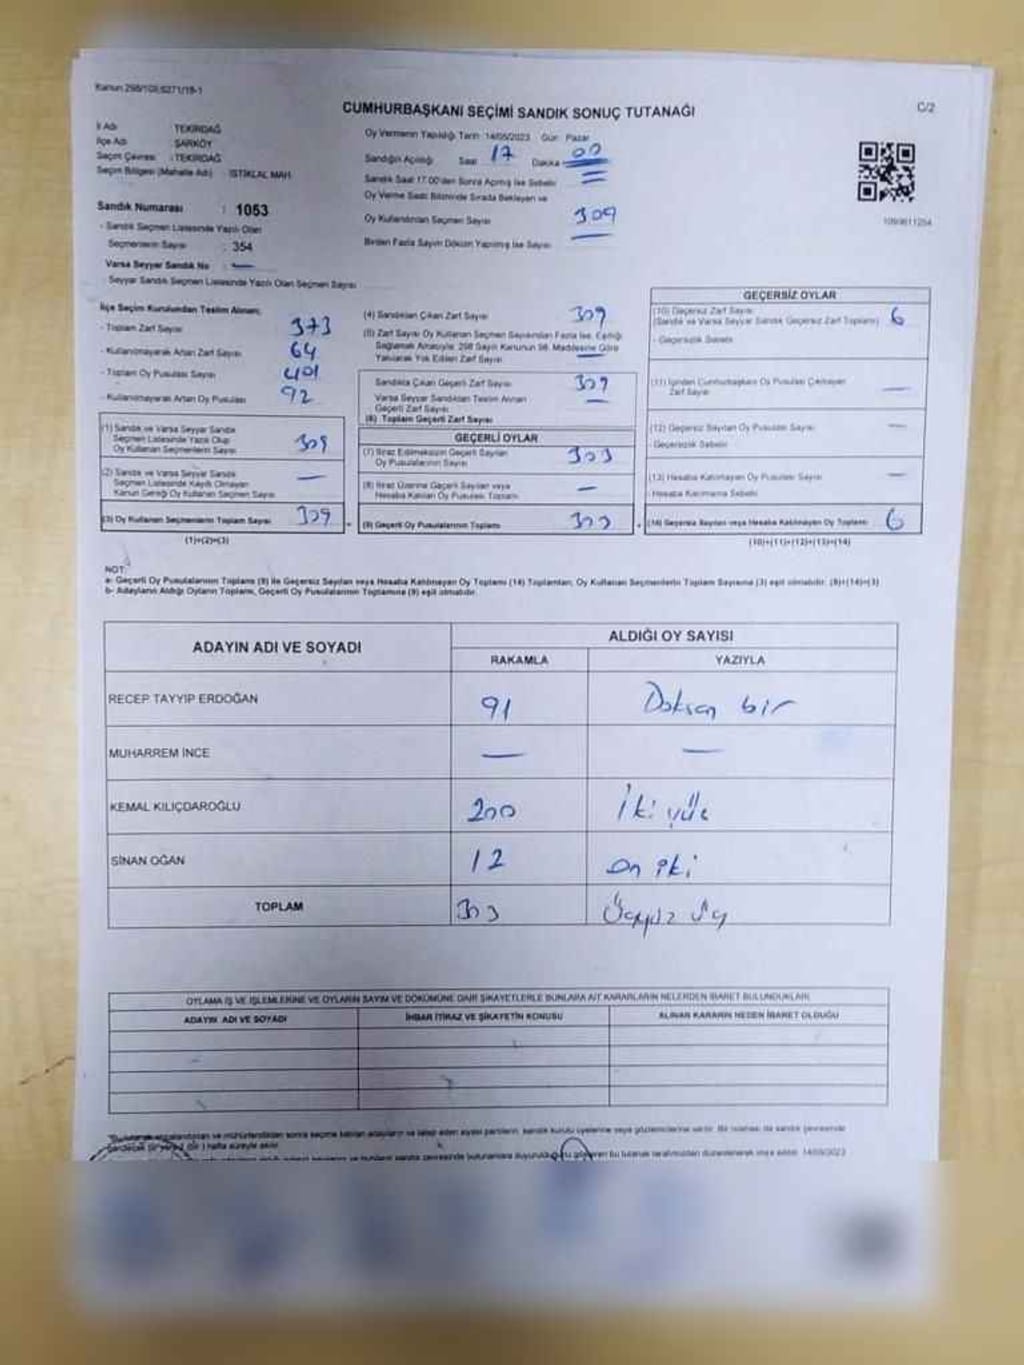 Kanun 298/103,6271/19-1
C/2
CUMHURBAŞKANI SEÇİMİ SANDIK SONUÇ TUTANAĞI
İl Adı TEKİRDAĞ
İlçe Adı ŞARKÖY
Seçim Çevresi : TEKİRDAĞ
Seçim Bölgesi (Mahalle Adı) : İSTİKLAL MAH.
Sandık Numarası : 1053
- Sandık Seçmen Listesinde Yazılı Olan
Seçmenlerin Sayısı : 354
Varsa Seyyar Sandık No —
Seyyar Sandık Seçmen Listesinde Yazılı Olan Seçmen Sayısı
Oy Vermenin Yapıldığı Tarih 14/05/2023 Gün: Pazar
Sandığın Açılışı Saat 17 Dakika 00
Sandık Saat 17.00'den Sonra Açılmış İse Sebebi
Oy Verme Saati Bitiminde Sırada Bekleyen ve
Oy Kullandırılan Seçmen Sayısı 309
Birden Fazla Sayım Döküm Yapılmış İse Sayısı
İlçe Seçim Kurulundan Teslim Alınan;
- Toplam Zarf Sayısı 373
- Kullanılmayarak Artan Zarf Sayısı 64
- Toplam Oy Pusulası Sayısı 401
- Kullanılmayarak Artan Oy Pusulası 92
(1) Sandık ve Varsa Seyyar Sandık
Seçmen Listesinde Yazılı Olup
Oy Kullanan Seçmenlerin Sayısı 309
(2) Sandık ve Varsa Seyyar Sandık
Seçmen Listesinde Kaydı Olmayan
Kanun Gereği Oy Kullanan Seçmen Sayısı —
(3) Oy Kullanan Seçmenlerin Toplam Sayısı 309
(1)+(2)=(3)
(4) Sandıktan Çıkan Zarf Sayısı 309
(5) Zarf Sayısı Oy Kullanan Seçmen Sayısından Fazla İse, Eşitliği
Sağlamak Amacıyla, 298 Sayılı Kanunun 98. Maddesine Göre
Yakılarak Yok Edilen Zarf Sayısı —
Sandıkta Çıkan Geçerli Zarf Sayısı 309
Varsa Seyyar Sandıktan Teslim Alınan
Geçerli Zarf Sayısı —
(6) Toplam Geçerli Zarf Sayısı
GEÇERLİ OYLAR
(7) İtiraz Edilmeksizin Geçerli Sayılan
Oy Pusulalarının Sayısı 303
(8) İtiraz Üzerine Geçerli Sayılan veya
Hesaba Katılan Oy Pusulası Toplamı —
(9) Geçerli Oy Pusulalarının Toplamı 303
GEÇERSİZ OYLAR
(10) Geçersiz Zarf Sayısı
(Sandık ve Varsa Seyyar Sandık Geçersiz Zarf Toplamı) 6
- Geçersizlik Sebebi
(11) İçinden Cumhurbaşkanı Oy Pusulası Çıkmayan
Zarf Sayısı —
(12) Geçersiz Sayılan Oy Pusulası Sayısı —
- Geçersizlik Sebebi
(13) Hesaba Katılmayan Oy Pusulası Sayısı —
- Hesaba Katılmama Sebebi
(14) Geçersiz Sayılan veya Hesaba Katılmayan Oy Toplamı 6
(10)+(11)+(12)+(13)=(14)
NOT:
a- Geçerli Oy Pusulalarının Toplamı (9) ile Geçersiz Sayılan veya Hesaba Katılmayan Oy Toplamı (14) Toplamları, Oy Kullanan Seçmenlerin Toplam Sayısına (3) eşit olmalıdır. (9)+(14)=(3)
b- Adayların Aldığı Oyların Toplamı, Geçerli Oy Pusulalarının Toplamına (9) eşit olmalıdır.
ADAYIN ADI VE SOYADI
ALDIĞI OY SAYISI
RAKAMLA YAZIYLA
RECEP TAYYIP ERDOĞAN 91 Doksan bir
MUHARREM İNCE — —
KEMAL KILIÇDAROĞLU 200 İki yüz
SİNAN OĞAN 12 on iki
TOPLAM 303 Üçyüz üç
OYLAMA İŞ VE İŞLEMLERİNE VE OYLARIN SAYIM VE DÖKÜMÜNE DAİR ŞİKAYETLERLE BUNLARA AİT KARARLARIN NELERDEN İBARET BULUNDUKLARI
ADAYIN ADI VE SOYADI İHBAR İTİRAZ VE ŞİKAYETİN KONUSU ALINAN KARARIN NEDEN İBARET OLDUĞU